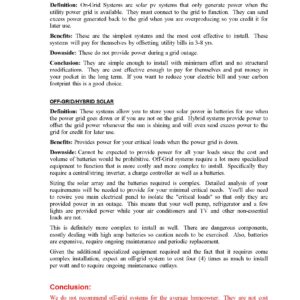 Definition: On-Grid Systems are solar pv systems that only generate power when the
utility power is available. They must connect to the grid to function. They can send
excess power generated back to the grid when you are overproducing so you credit it for
later use.
Benefits: These are the simplest systems and the most cost effective to install. These
systems will pay for themselves by offsetting utility bills in 3-8 yrs.
Downside: These do not provide power during a grid outage.
Conclusion: They are simple enough to install with minimum effort and no structural
modifications. They are cost effective enough to pay for themselves and put money in
your pocket in the long term. If you want to reduce your electric bill and your carbon
footprint this is a good choice.
OFF-GRID/HYBRID SOLAR
Definition: These systems allow you to store your solar power in batteries for use when
the power grid goes down or if you are not on the grid. Hybrid systems provide power to
offset the grid power whenever the sun is shining and will even send excess power to the
grid for credit for later use.
Benefits: Provides power for your critical loads when the power grid is down.
Downside: Cannot be expected to provide power for all your loads since the cost and
volume of batteries would be prohibitive. Off-Grid systems require a lot more specialized
equipment to function that is more costly and more complex to install. Specifically they
require a central/string inverter, a charge controller as well as a batteries.
Sizing the solar array and the batteries required is complex. Detailed analysis of your
requirements will be needed to provide for your minimal critical needs. You'll also need
to rewire you main electrical panel to isolate the "critical loads" so that only they are
provided power in an outage. This means that your well pump, refrigerator and a few
lights are provided power while your air conditioners and TV and other non-essential
loads are not.
This is definitely more complex to install as well. There are dangerous components,
mostly dealing with high amp batteries so caution needs to be exercised. Also, batteries
are expensive, require ongoing maintenance and periodic replacement.
Given the additional specialized equipment required and the fact that it requires some
complex installation, expect an off-grid system to cost four (4) times as much to install
per watt and to require ongoing maintenance outlays.
Conclusion:
We do not recommend off-grid systems for the average homeowner. They are not cost